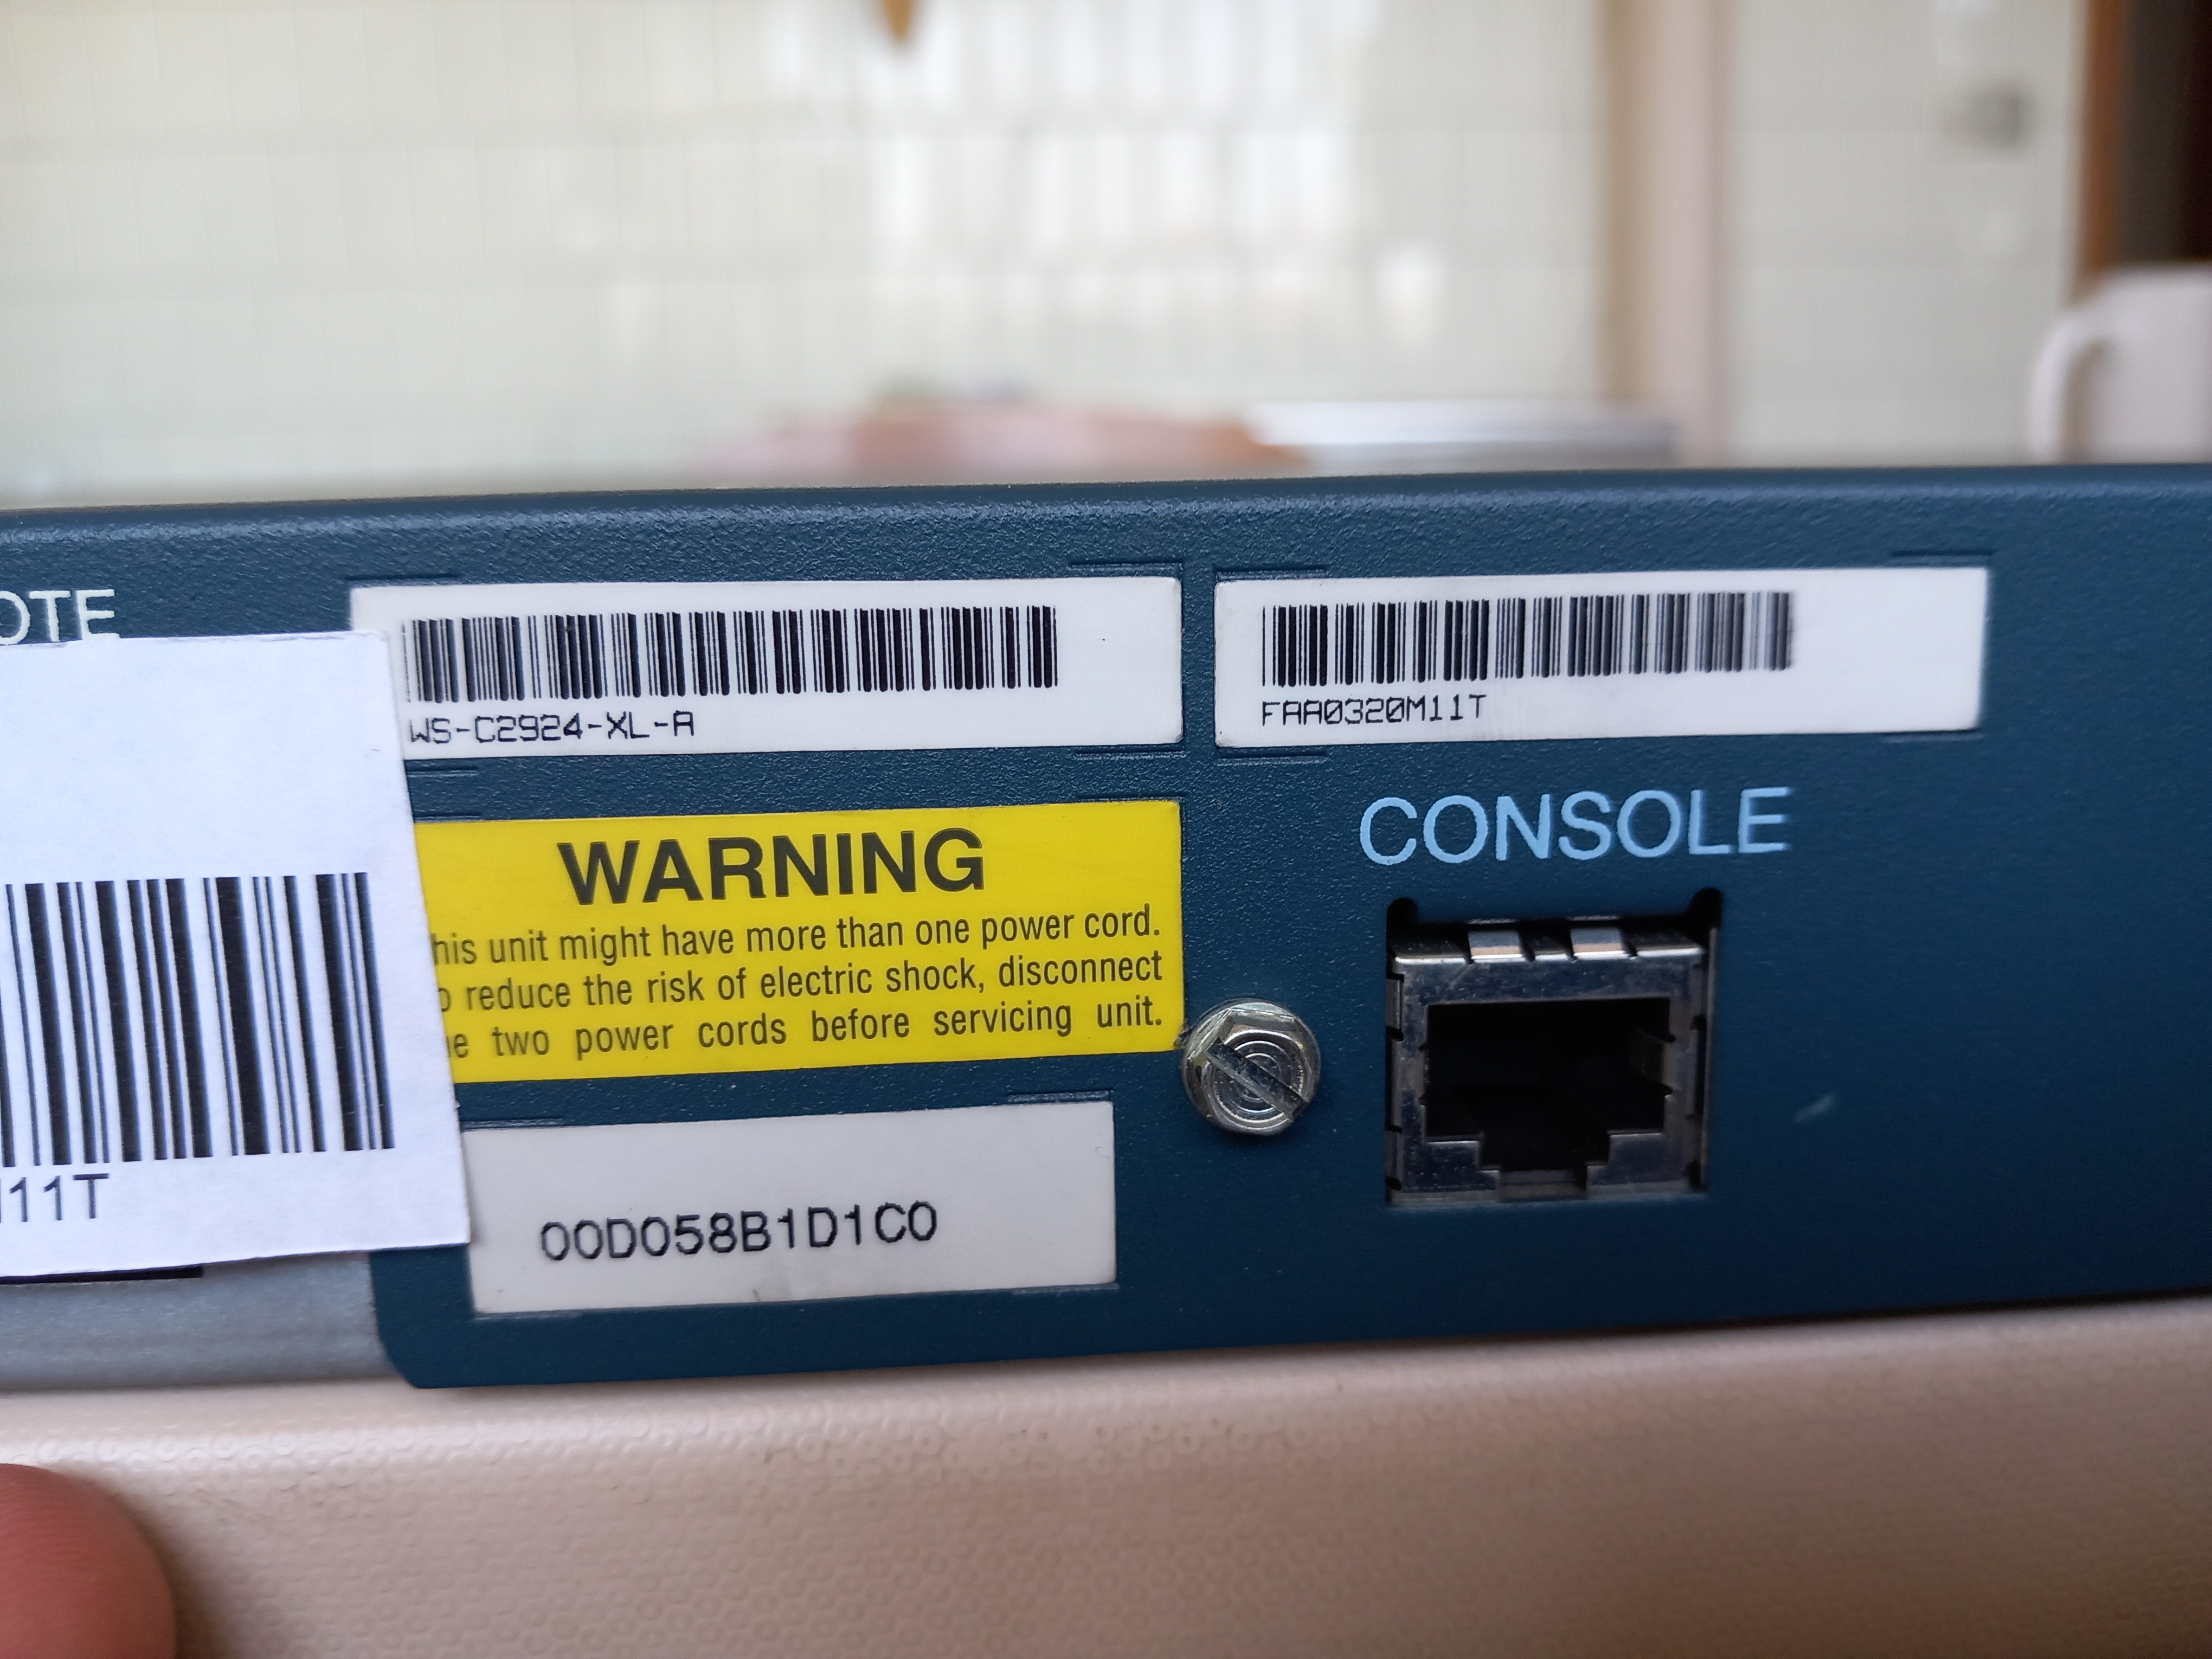 OTE
WS-C2924-XL-A
FAA0320M11T
CONSOLE
WARNING
his unit might have more than one power cord.
o reduce the risk of electric shock, disconnect
e two power cords before servicing unit.
11T
00D058B1D1C0